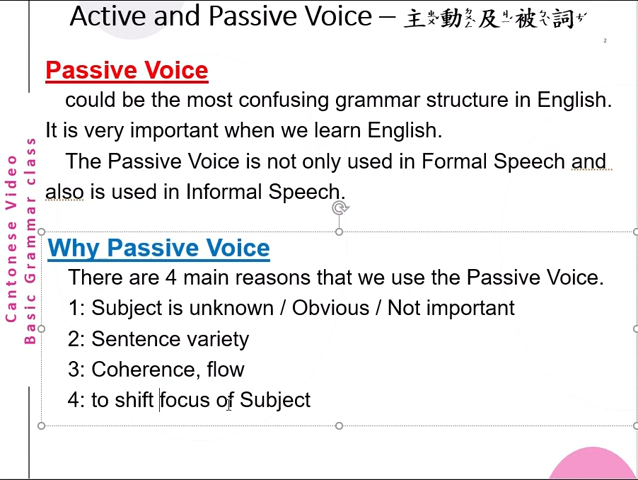 Active and Passive Voice – 主動及被詞
2
Passive Voice
could be the most confusing grammar structure in English.
It is very important when we learn English.
The Passive Voice is not only used in Formal Speech and
also is used in Informal Speech.
Why Passive Voice
There are 4 main reasons that we use the Passive Voice.
1: Subject is unknown / Obvious / Not important
2: Sentence variety
3: Coherence, flow
4: to shift focus of Subject
Cantonese Video
Basic Grammar class